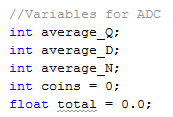 //Variables for ADC
int average_Q;
int average_D;
int average_N;
int coins = 0;
float total = 0.0;